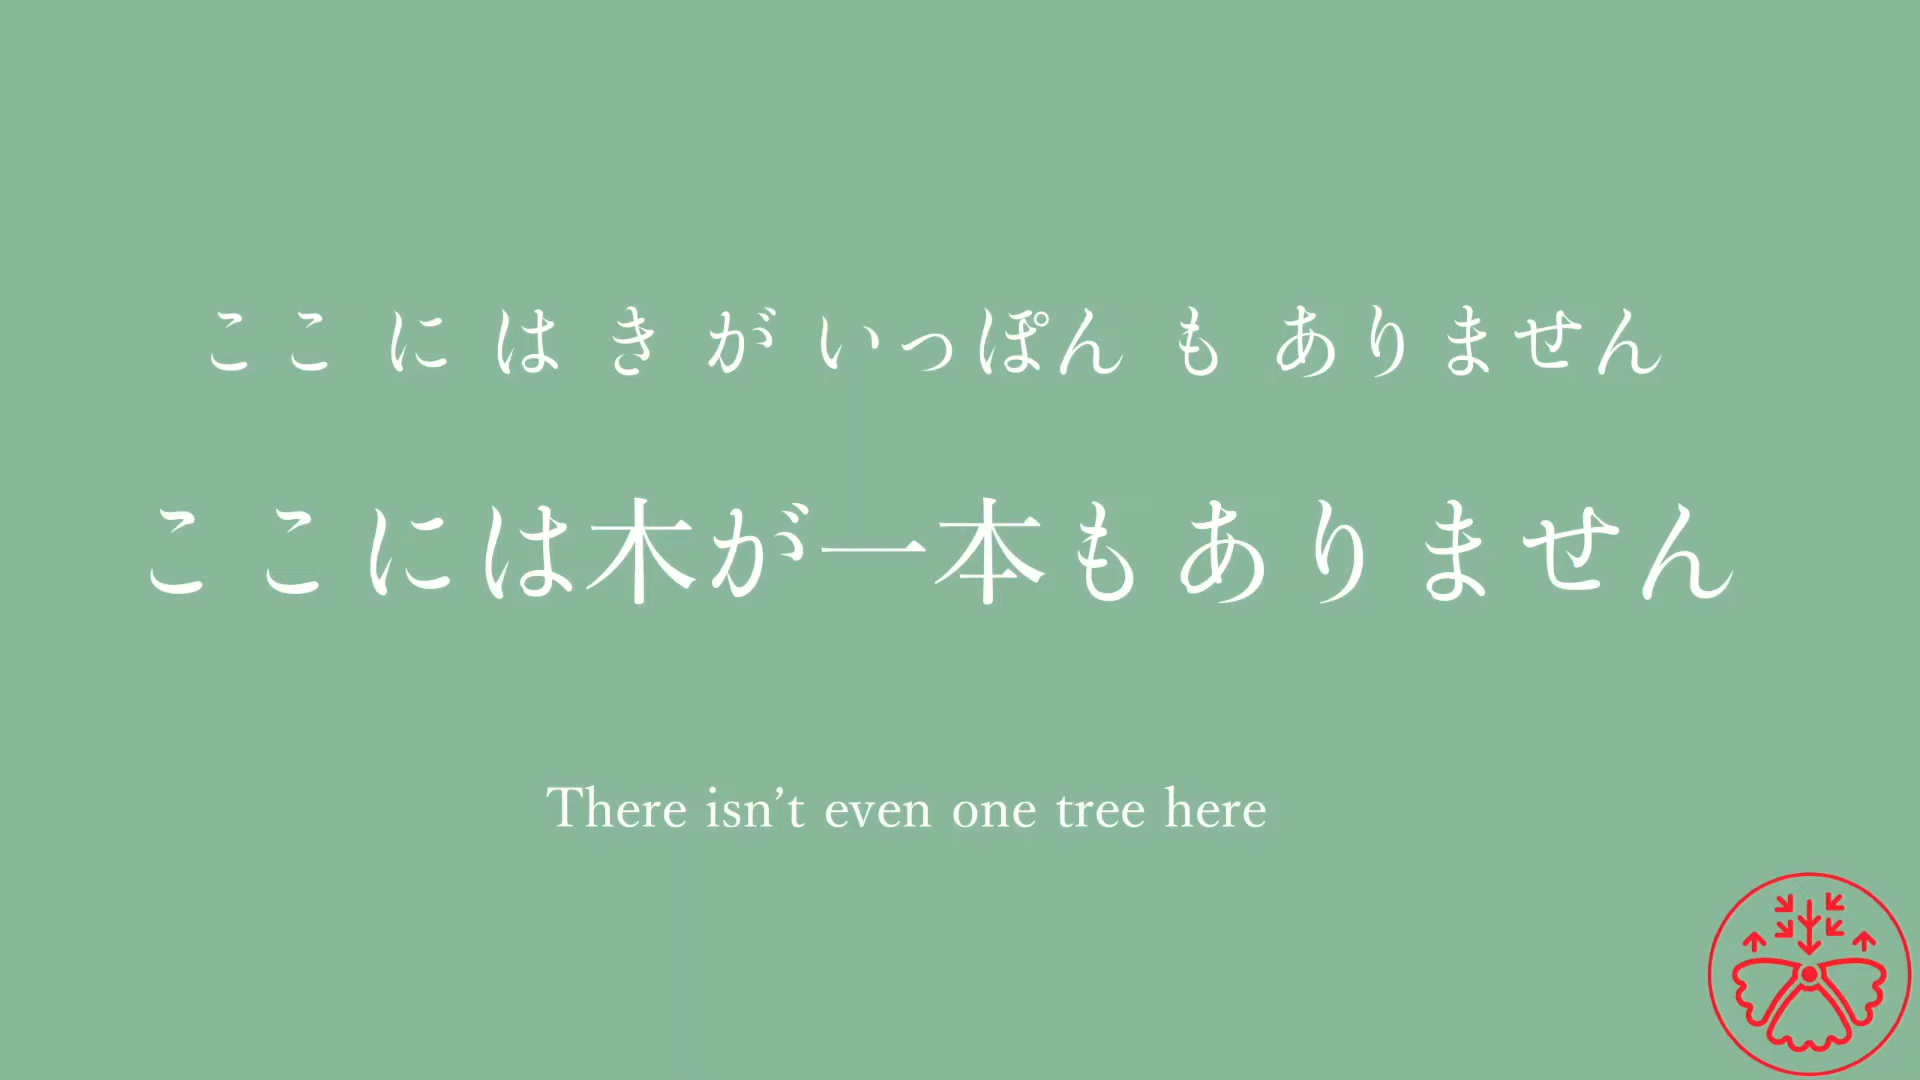 ここ に は き が いっぽん も ありません
ここには木が一本もありません
There isn’t even one tree here